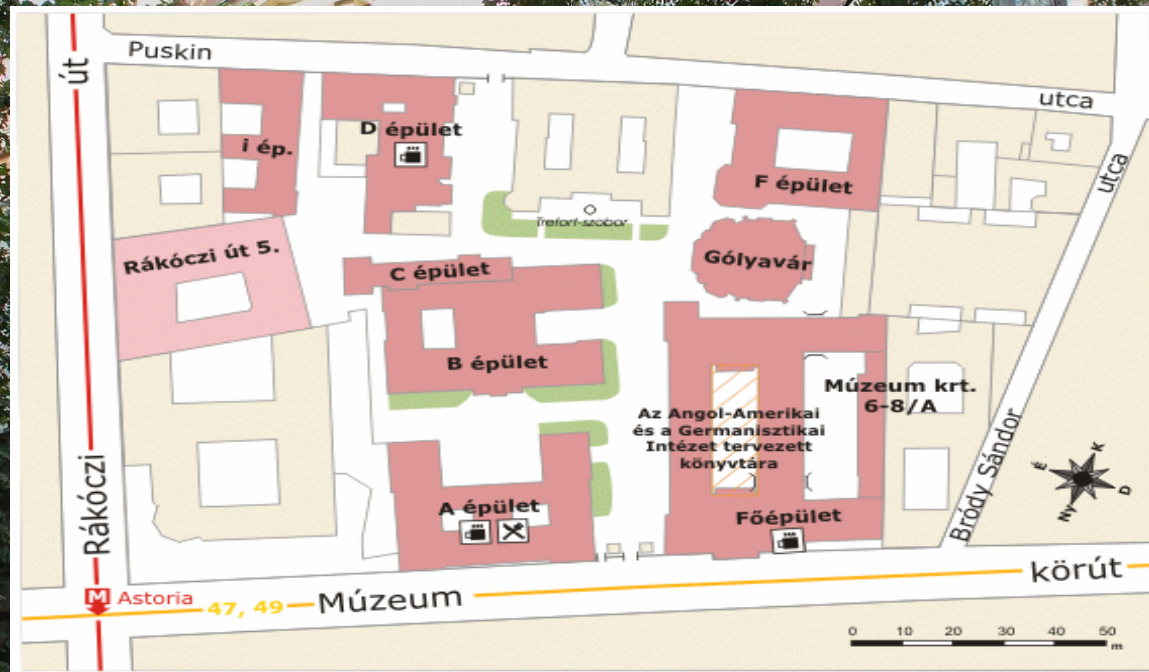 Puskin
út
utca
D épület
i ép.
F épület
utca
Trefort-szobor
Rákóczi út 5.
C épület
Gólyavár
B épület
Múzeum krt.
6-8/A
Az Angol-Amerikai
és a Germanisztikai
Intézet tervezett
könyvtára
É
K
D
Ny
Bródy Sándor
Rákóczi
A épület
Főépület
körút
M
Astoria
47, 49
Múzeum
0 10 20 30 40 50
m